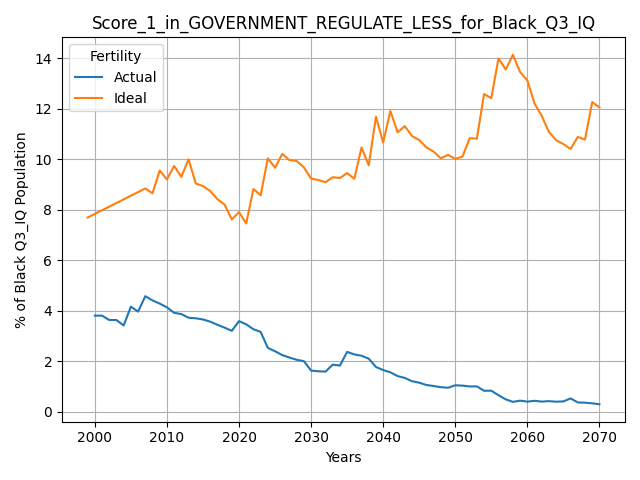 Score_1_in_GOVERNMENT_REGULATE_LESS_for_Black_Q3_IQ
Fertility
Actual
Ideal
% of Black Q3_IQ Population
14
12
10
8
6
4
2
0
2000 2010 2020 2030 2040 2050 2060 2070
Years